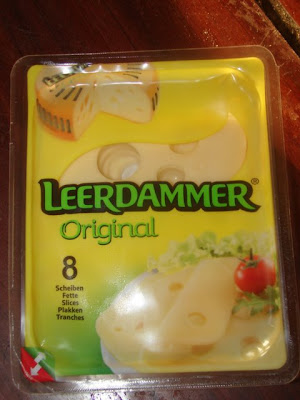 LEERDAMMER®
Original
8
Scheiben
Fette
Slices
Plakken
Tranches